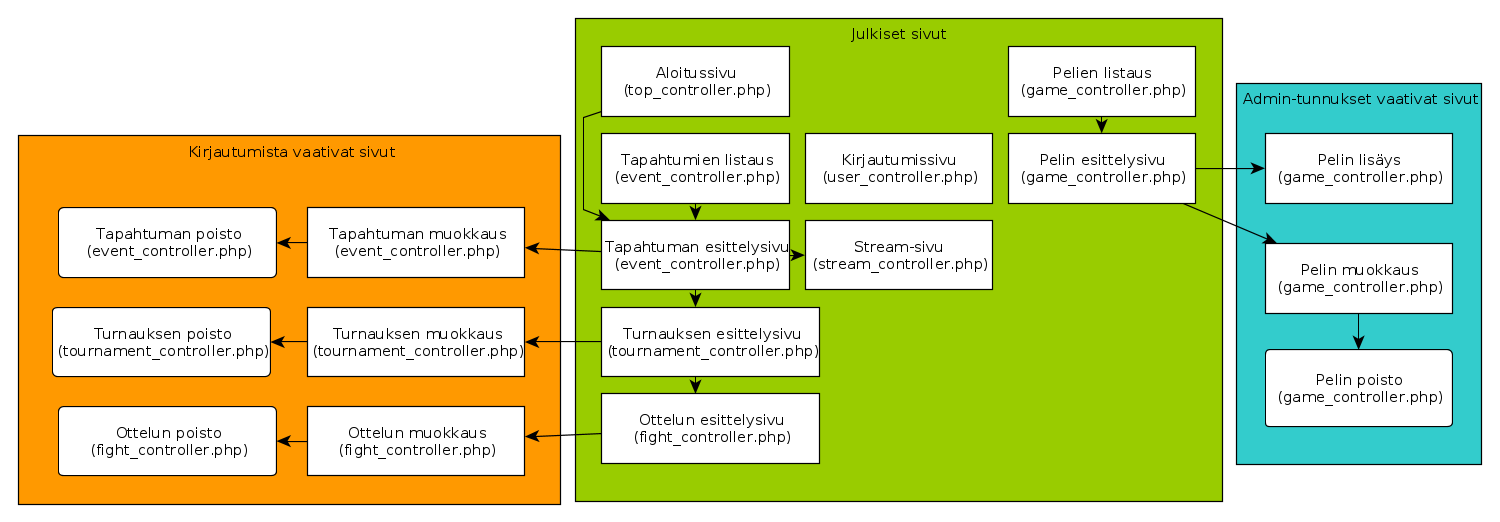 Kirjautumista vaativat sivut
Tapahtuman poisto
(event_controller.php)
Tapahtuman muokkaus
(event_controller.php)
Turnauksen poisto
(tournament_controller.php)
Turnauksen muokkaus
(tournament_controller.php)
Ottelun poisto
(fight_controller.php)
Ottelun muokkaus
(fight_controller.php)
Julkiset sivut
Aloitussivu
(top_controller.php)
Pelien listaus
(game_controller.php)
Tapahtumien listaus
(event_controller.php)
Kirjautumissivu
(user_controller.php)
Pelin esittelysivu
(game_controller.php)
Tapahtuman esittelysivu
(event_controller.php)
Stream-sivu
(stream_controller.php)
Turnauksen esittelysivu
(tournament_controller.php)
Ottelun esittelysivu
(fight_controller.php)
Admin-tunnukset vaativat sivut
Pelin lisäys
(game_controller.php)
Pelin muokkaus
(game_controller.php)
Pelin poisto
(game_controller.php)